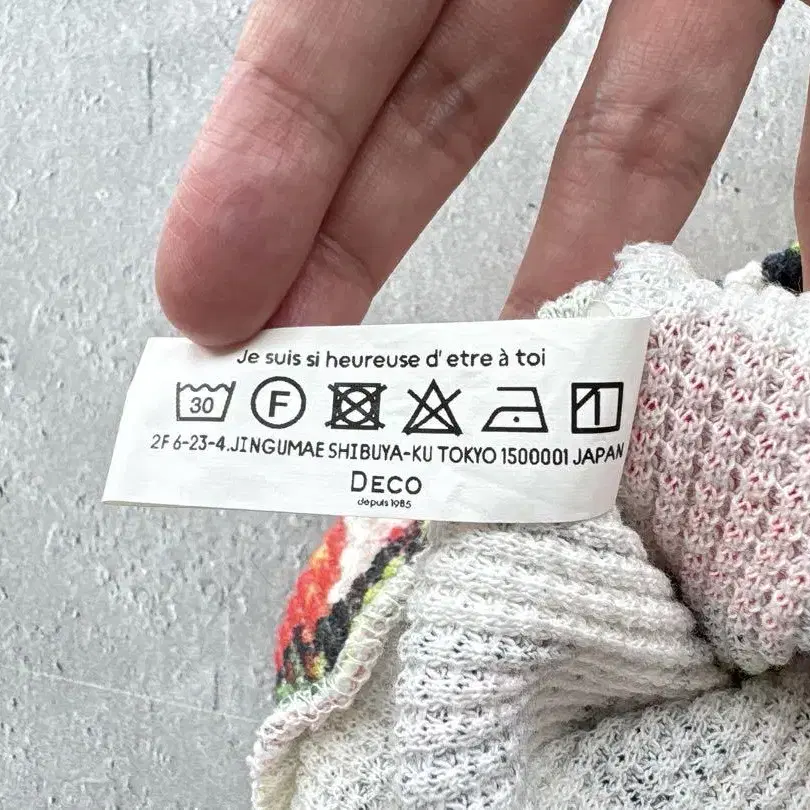 Je suis si heureuse d'etre à toi
30 F
2F 6-23-4.JINGUMAE SHIBUYA-KU TOKYO 1500001 JAPAN
DECO
depuis 1985